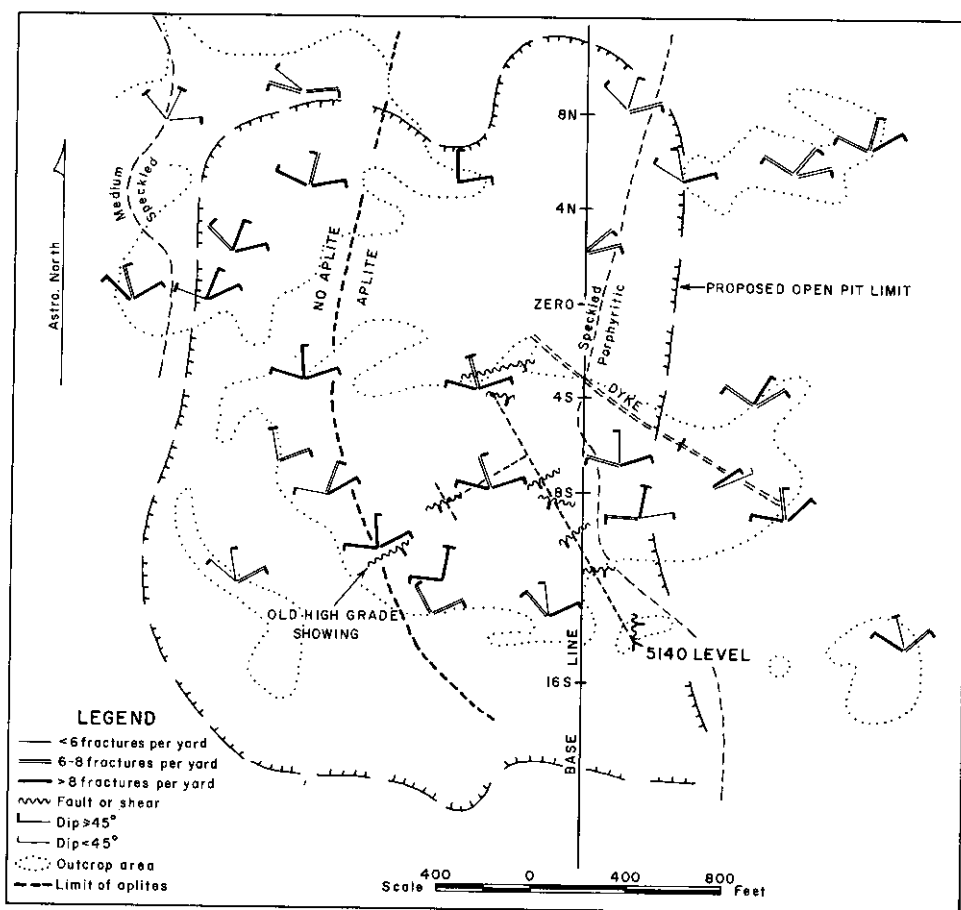 8N
4N
ZERO
4S
8S
16S
BASE LINE
Astro. North
Medium
Speckled
NO APLITE
APLITE
Speckled
Porphyritic
PROPOSED OPEN PIT LIMIT
DYKE
OLD HIGH GRADE
SHOWING
5140 LEVEL
LEGEND
<6 fractures per yard
6-8 fractures per yard
>8 fractures per yard
Fault or shear
Dip⩾45°
Dip<45°
Outcrop area
Limit of aplites
400 0 400 800
Scale Feet